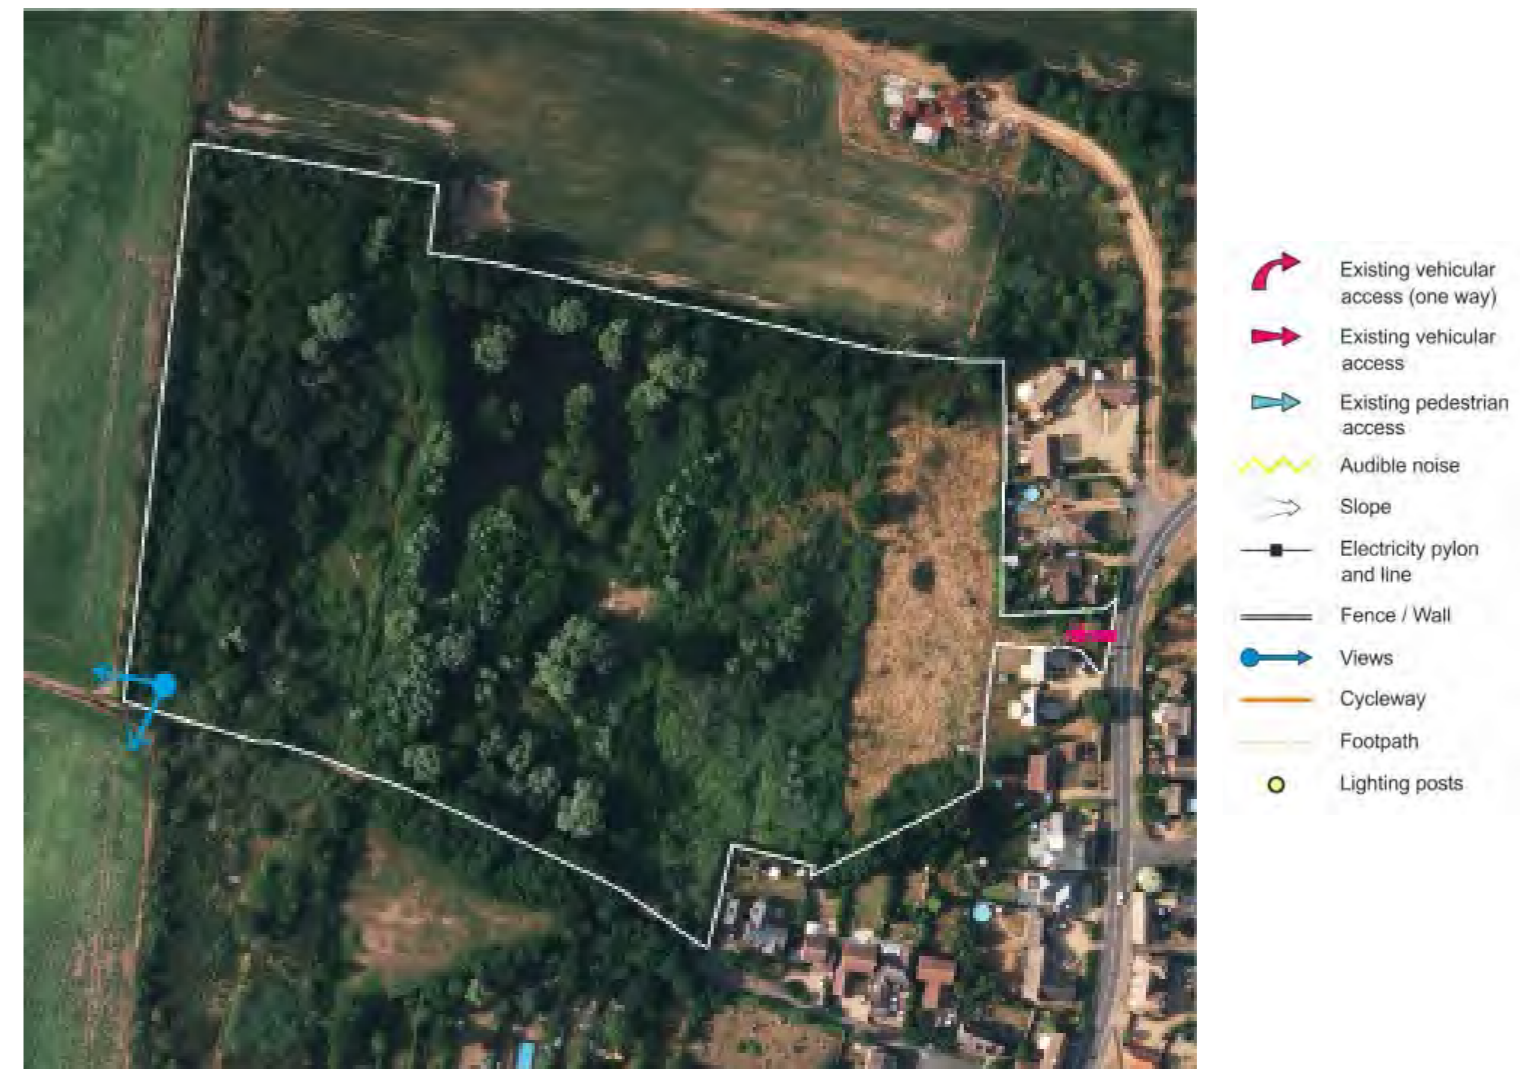 Existing vehicular
access (one way)
Existing vehicular
access
Existing pedestrian
access
Audible noise
Slope
Electricity pylon
and line
Fence / Wall
Views
Cycleway
Footpath
Lighting posts